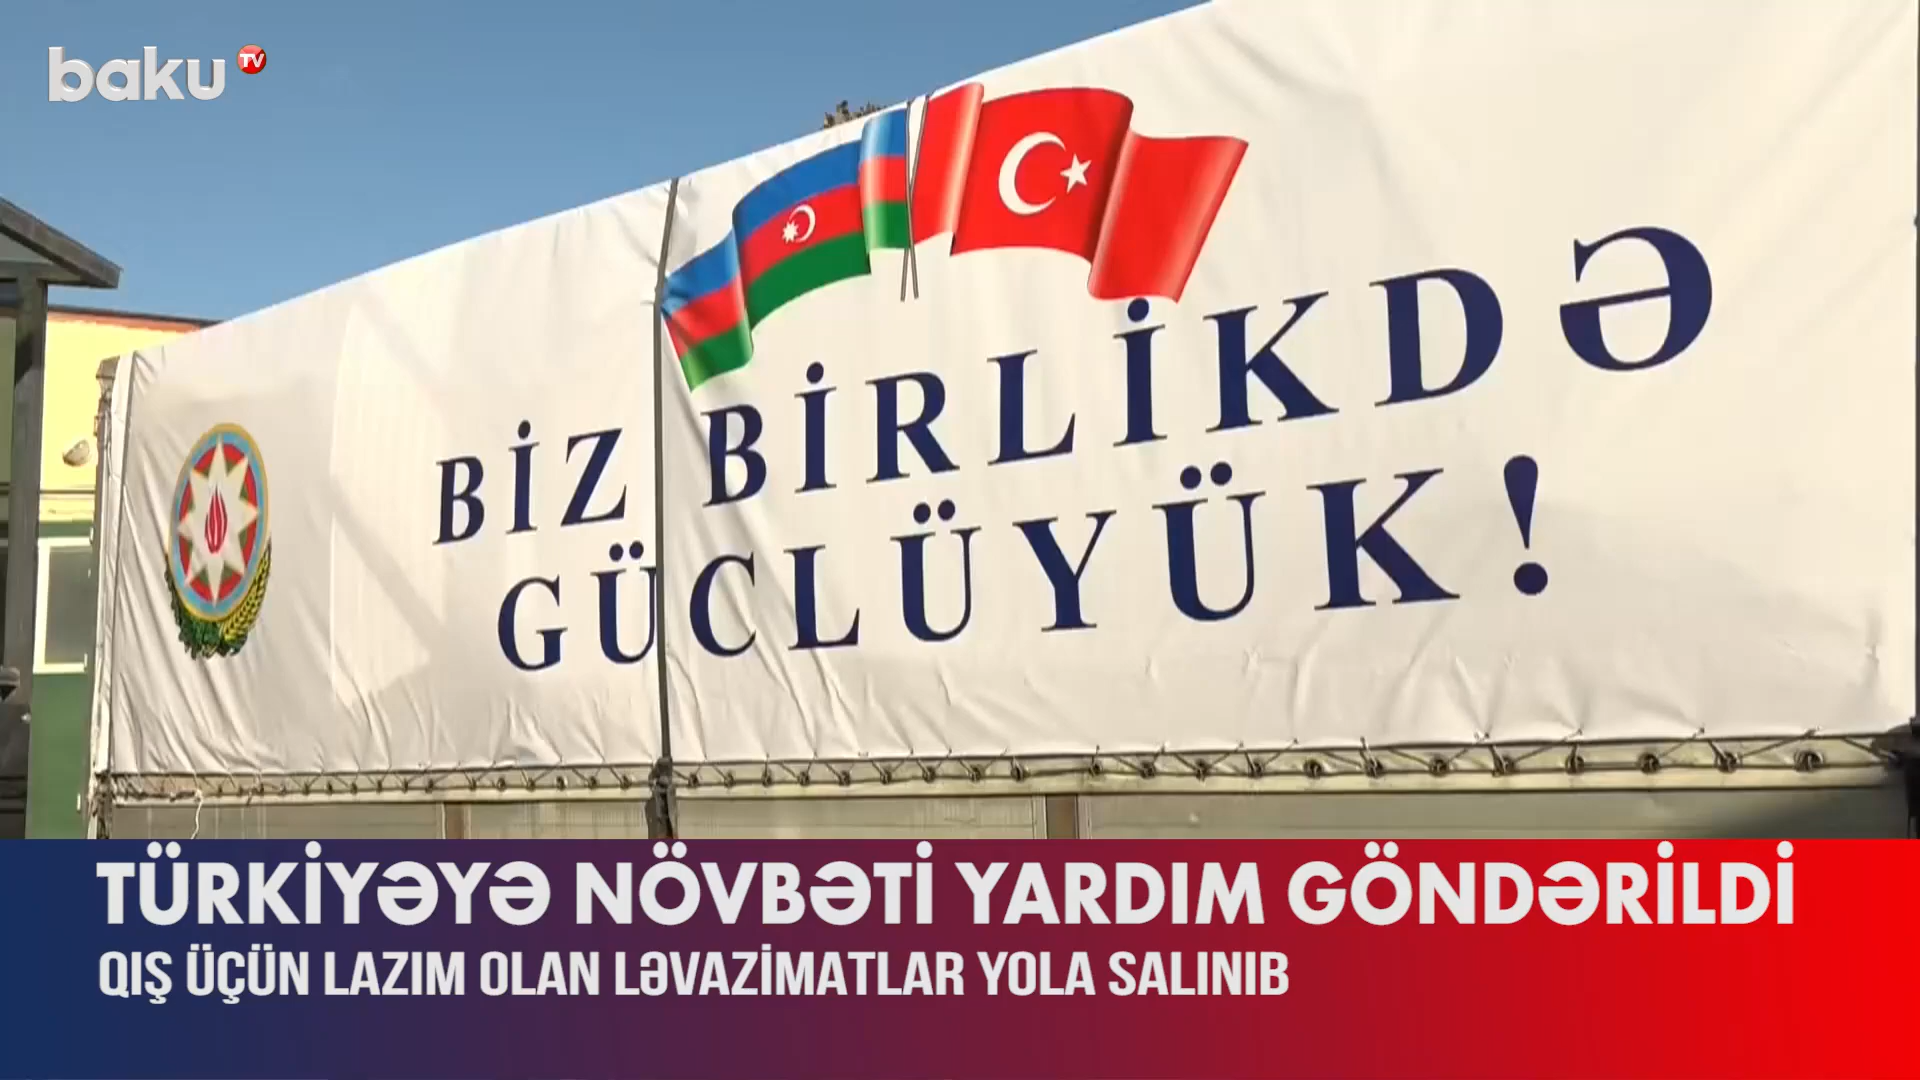 baku TV
BİZ BİRLİKDƏ
GÜCLÜYÜK!
TÜRKİYƏYƏ NÖVBƏTİ YARDIM GÖNDƏRİLDİ
QIŞ ÜÇÜN LAZIM OLAN LƏVAZİMATLAR YOLA SALINIB